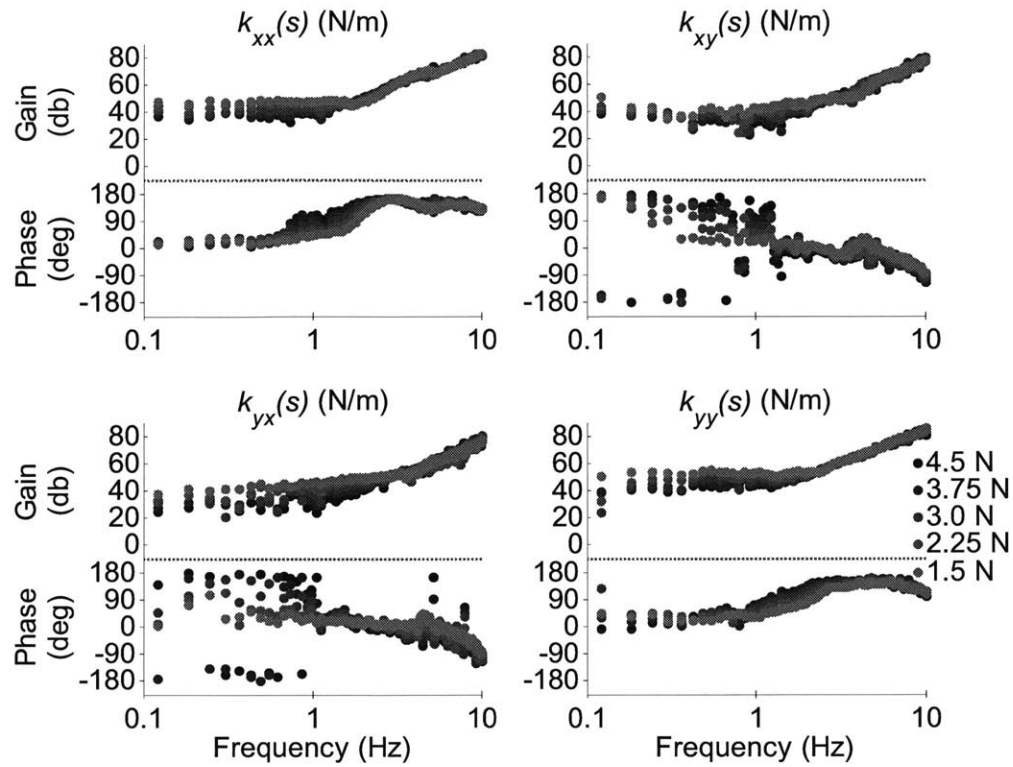 k_xx(s) (N/m)
k_xy(s) (N/m)
Gain (db)
80
60
40
20
0
80
60
40
20
0
Phase (deg)
180
90
0
-90
-180
180
90
0
-90
-180
0.1 1 10
0.1 1 10
k_yx(s) (N/m)
k_yy(s) (N/m)
Gain (db)
80
60
40
20
0
80
60
40
20
0
4.5 N
3.75 N
3.0 N
2.25 N
1.5 N
Phase (deg)
180
90
0
-90
-180
180
90
0
-90
-180
0.1 1 10
0.1 1 10
Frequency (Hz)
Frequency (Hz)